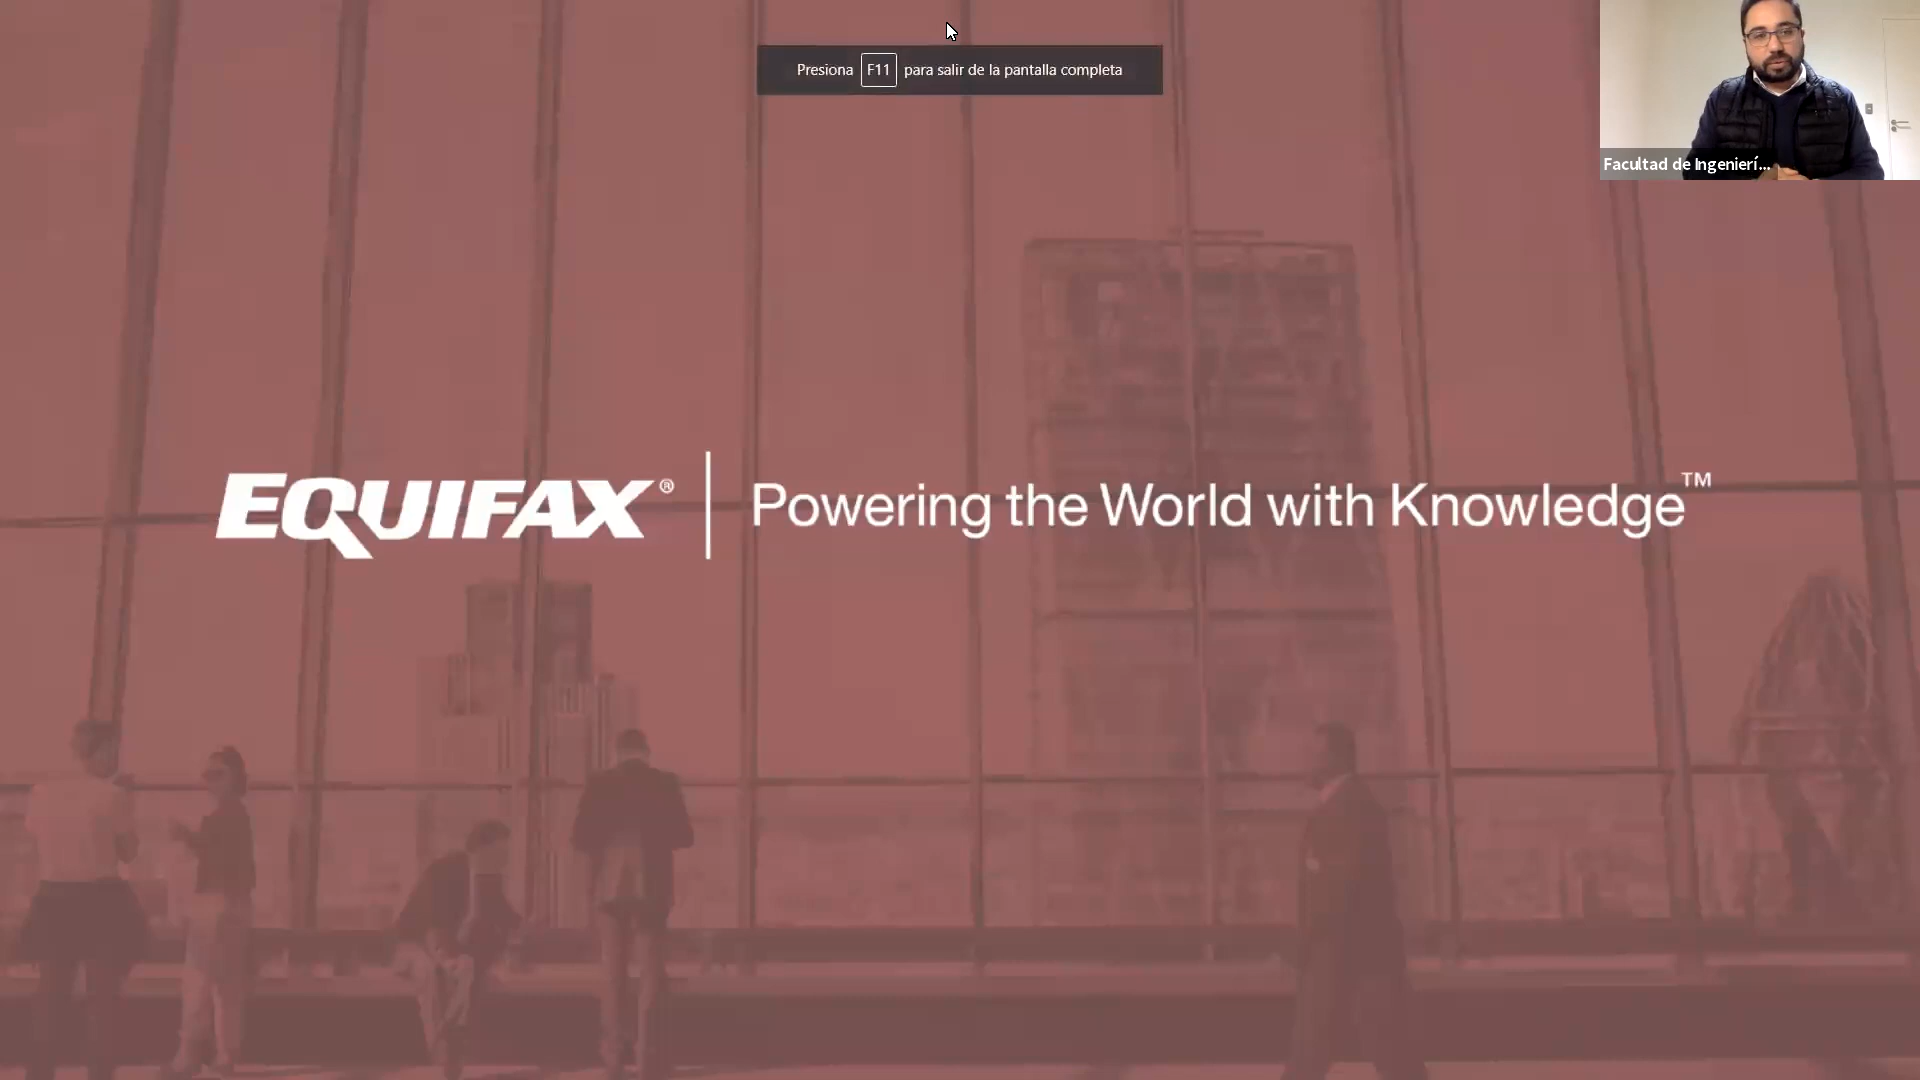 Presiona F11 para salir de la pantalla completa
Facultad de Ingenierí...
EQUIFAX® | Powering the World with Knowledge™